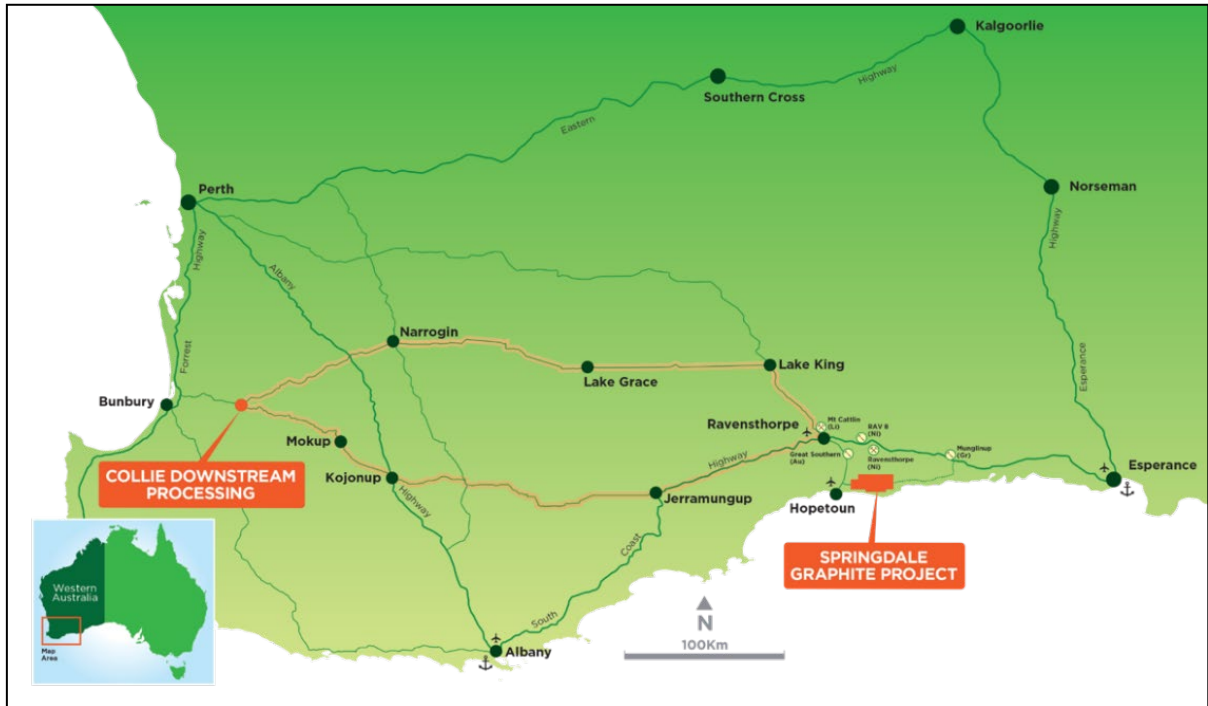 Kalgoorlie
Highway
Southern Cross
Eastern
Perth
Norseman
Highway
Highway
Albany
Narrogin
Forrest
Lake King
Lake Grace
Esperance
Bunbury
Mt Cattlin
(Li)
RAV 8
(Ni)
Ravensthorpe
Mokup
Great Southern
(Au)
Ravensthorpe
(Ni)
Munglinup
(Gr)
COLLIE DOWNSTREAM
PROCESSING
Kojonup
Highway
Highway
Jerramungup
Esperance
Hopetoun
SPRINGDALE
GRAPHITE PROJECT
Coast
South
Western
Australia
Map
Area
N
100Km
Albany